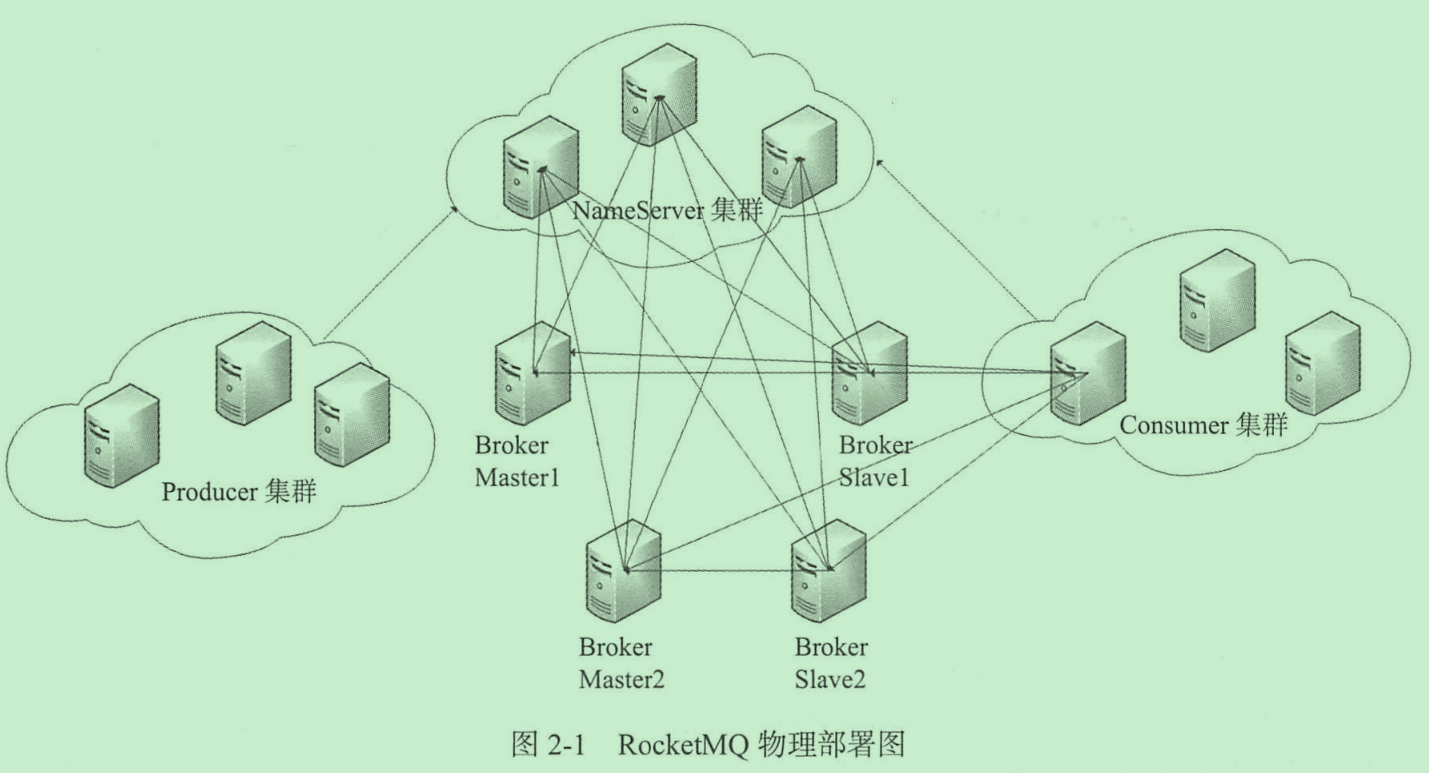 NameServer 集群
Producer 集群
Broker
Master1
Broker
Slave1
Consumer 集群
Broker
Master2
Broker
Slave2
图 2-1 RocketMQ 物理部署图